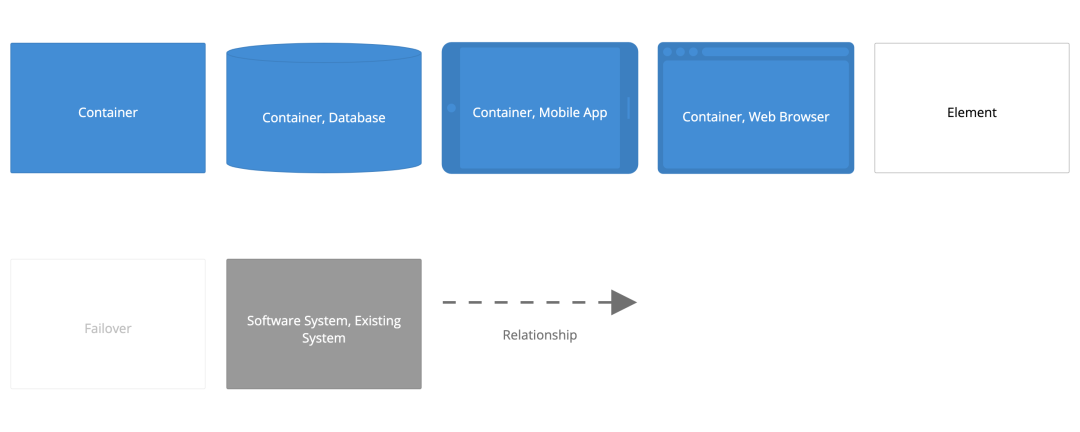 Container
Container, Database
Container, Mobile App
Container, Web Browser
Element
Failover
Software System, Existing
System
Relationship